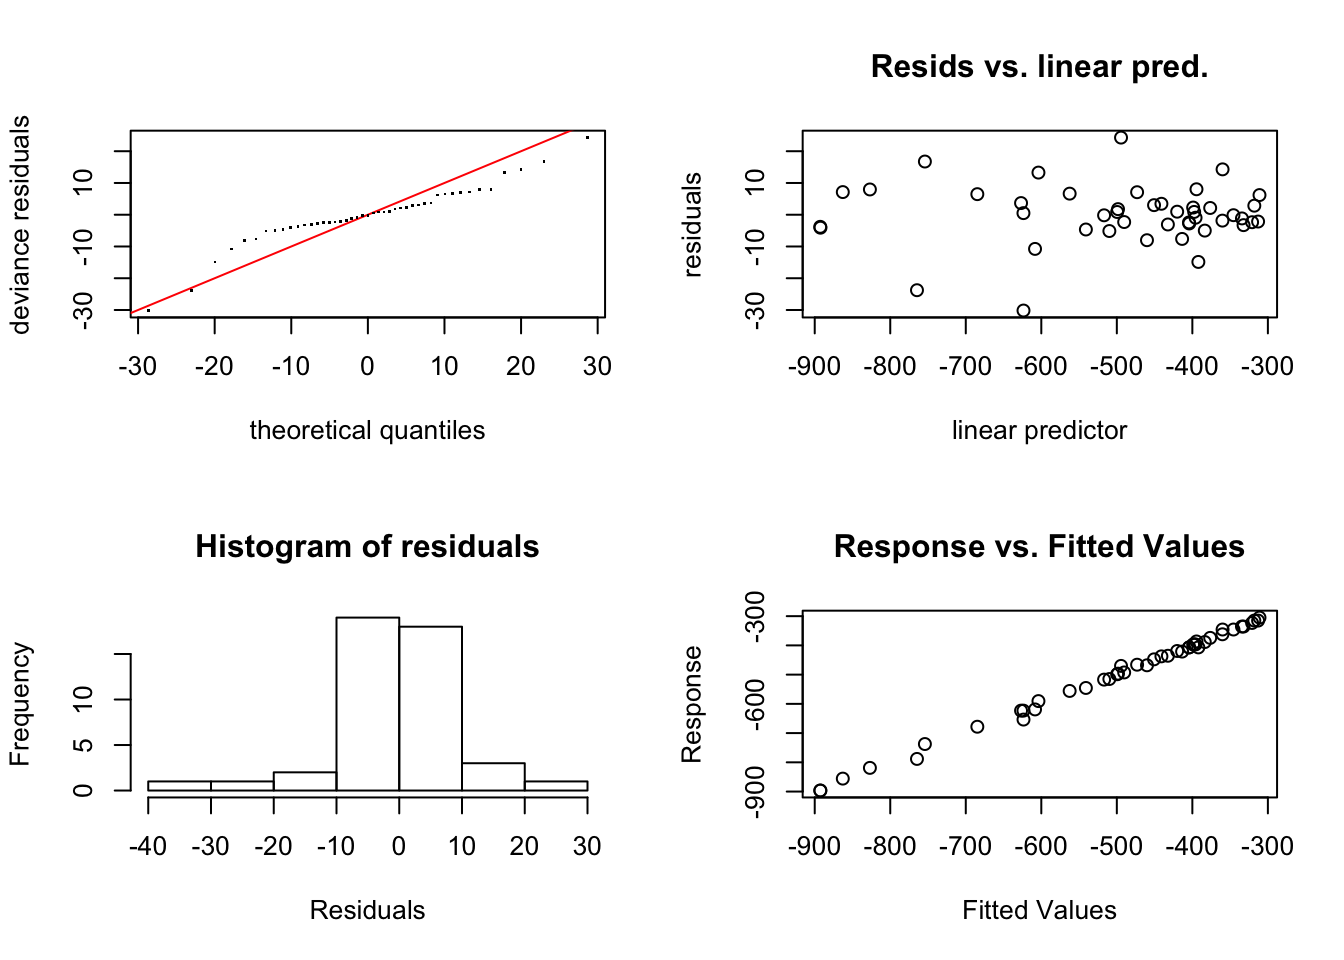 deviance residuals
10
-10
-30
-30 -20 -10 0 10 20 30
theoretical quantiles
Resids vs. linear pred.
residuals
10
-10
-30
-900 -800 -700 -600 -500 -400 -300
linear predictor
Histogram of residuals
Frequency
10
5
0
-40 -30 -20 -10 0 10 20 30
Residuals
Response vs. Fitted Values
Response
-300
-600
-900
-900 -800 -700 -600 -500 -400 -300
Fitted Values